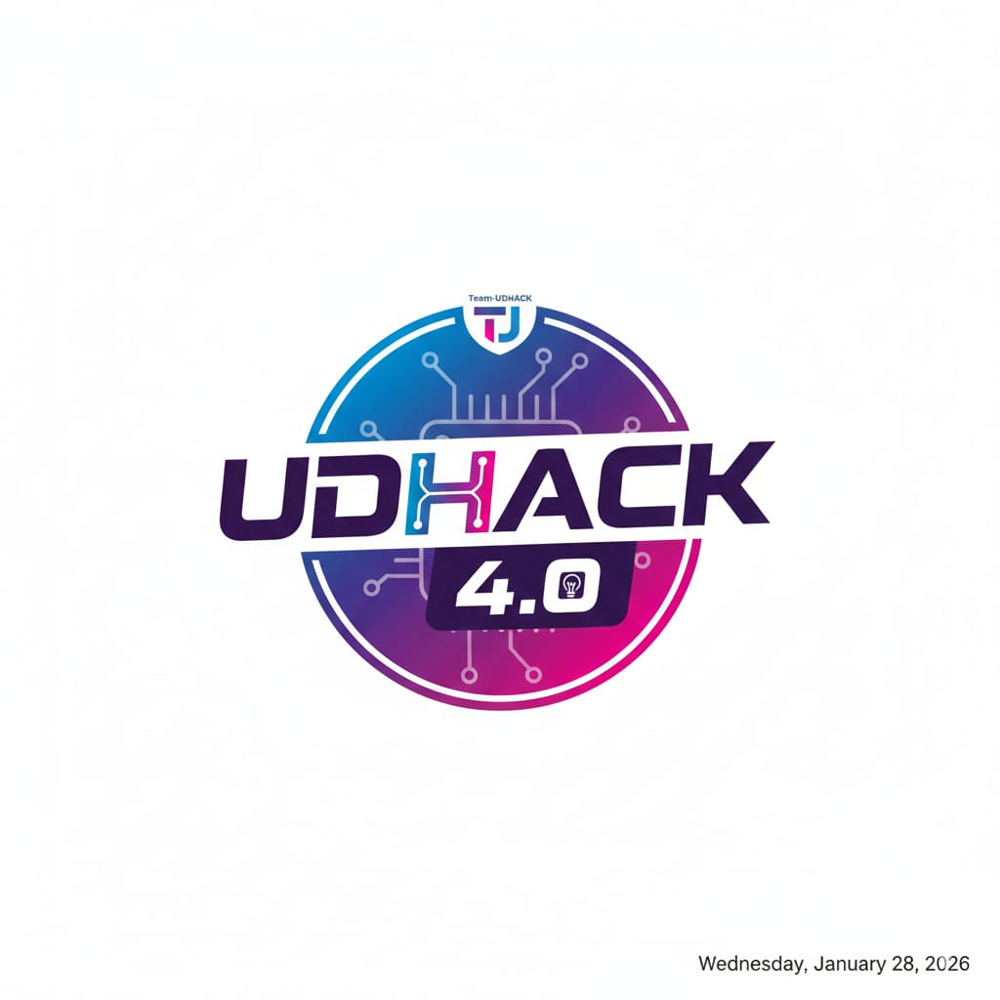 Team-UDHACK
TJ
UDHACK
4.0
Wednesday, January 28, 2026